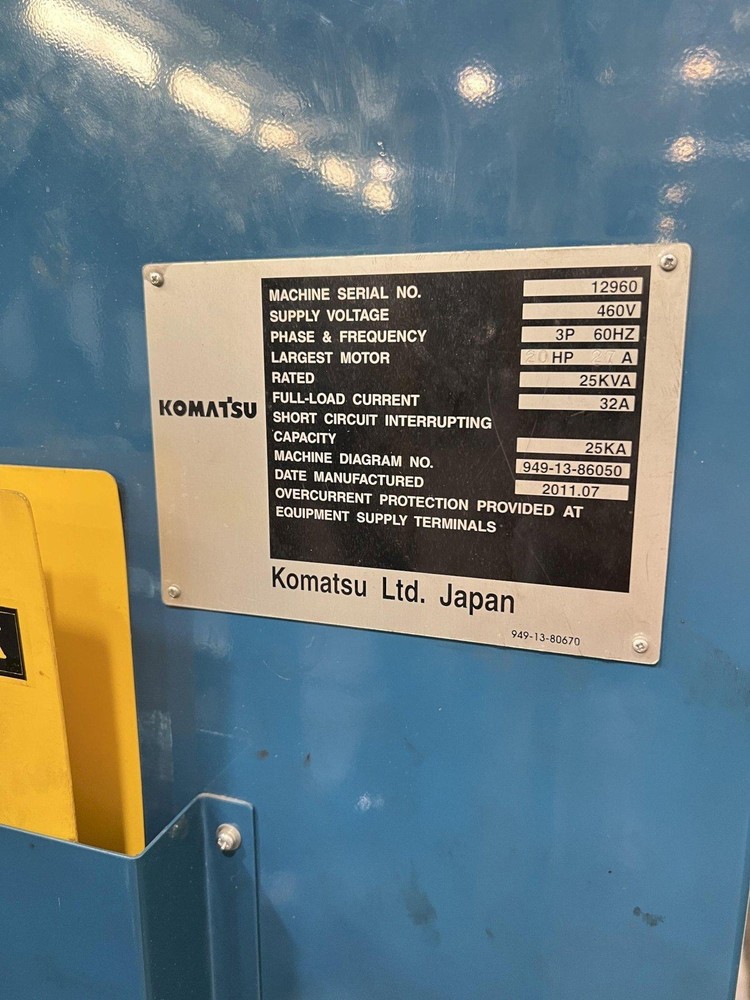 KOMATSU
MACHINE SERIAL NO. 12960
SUPPLY VOLTAGE 460V
PHASE & FREQUENCY 3P 60HZ
LARGEST MOTOR 20HP 27A
RATED 25KVA
FULL-LOAD CURRENT 32A
SHORT CIRCUIT INTERRUPTING
CAPACITY 25KA
MACHINE DIAGRAM NO. 949-13-86050
DATE MANUFACTURED 2011.07
OVERCURRENT PROTECTION PROVIDED AT
EQUIPMENT SUPPLY TERMINALS
Komatsu Ltd. Japan
949-13-80670